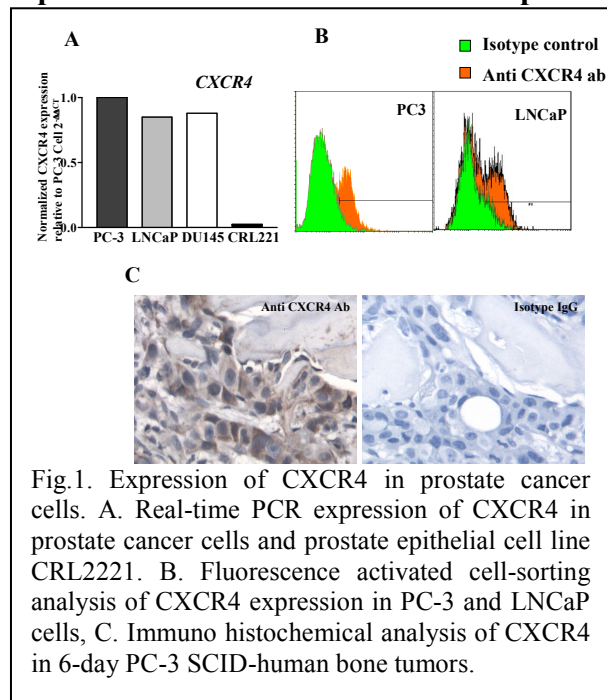 A
CXCR4
Normalized CXCR4 expression
relative to PC-3 Cell 2-ΔΔCT
1.0
0.5
0.0
PC-3 LNCaP DU145 CRL221
B
Isotype control
Anti CXCR4 ab
PC3
LNCaP
C
Anti CXCR4 Ab
Isotype IgG
Fig.1. Expression of CXCR4 in prostate cancer
cells. A. Real-time PCR expression of CXCR4 in
prostate cancer cells and prostate epithelial cell line
CRL2221. B. Fluorescence activated cell-sorting
analysis of CXCR4 expression in PC-3 and LNCaP
cells, C. Immuno histochemical analysis of CXCR4
in 6-day PC-3 SCID-human bone tumors.